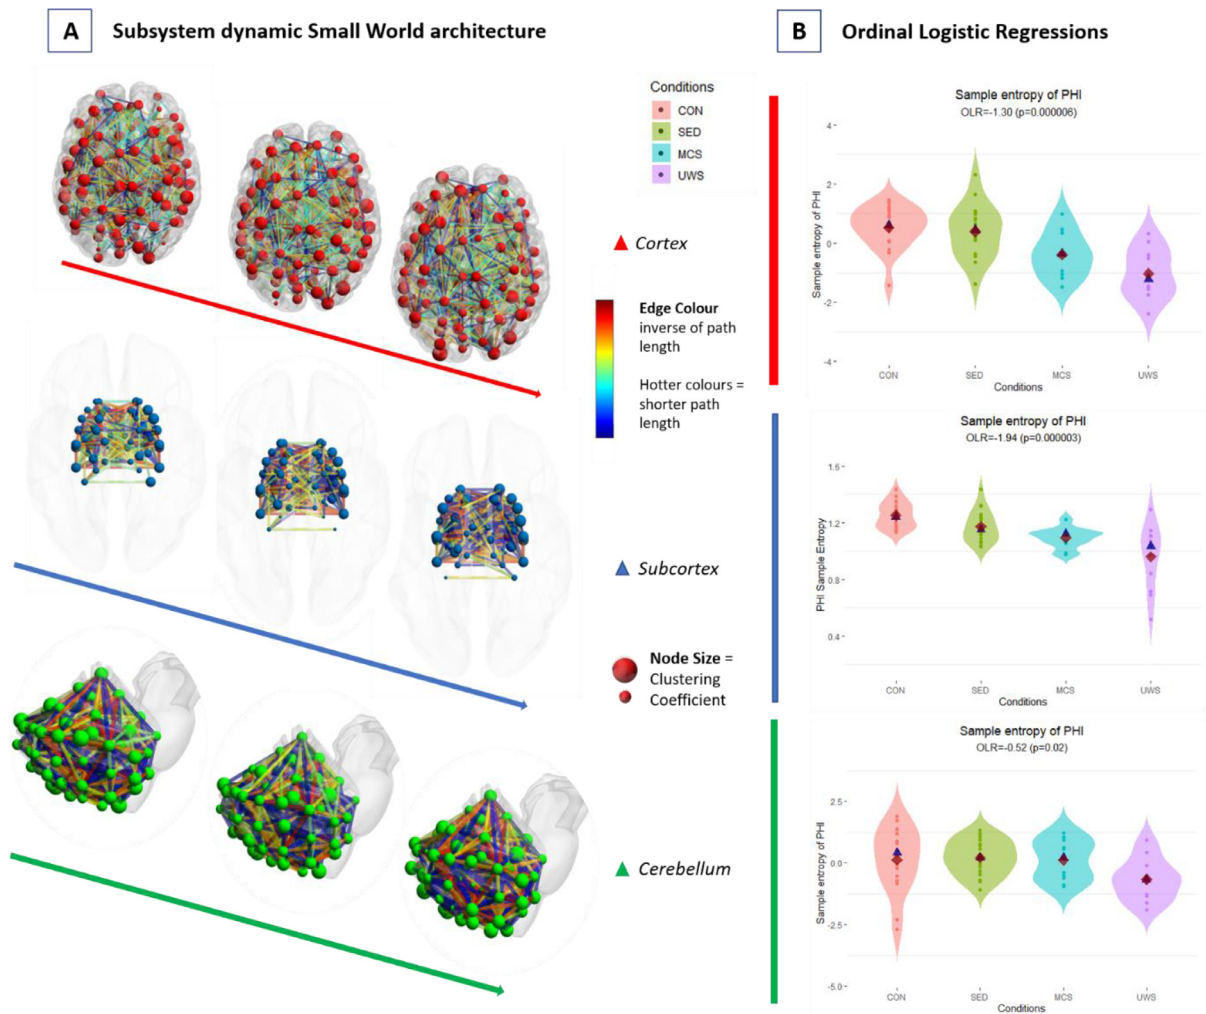 A
Subsystem dynamic Small World architecture
Conditions
CON
SED
MCS
UWS
Cortex
Edge Colour
inverse of path
length
Hotter colours =
shorter path
length
Subcortex
Node Size =
Clustering
Coefficient
Cerebellum
B
Ordinal Logistic Regressions
Sample entropy of PHI
OLR=-1.30 (p=0.000006)
Sample entropy of PHI
4
2
0
-2
-4
CON
SED
MCS
UWS
Conditions
Sample entropy of PHI
OLR=-1.94 (p=0.000003)
PHI Sample Entropy
1.6
1.2
0.8
0.4
CON
SED
MCS
UWS
Conditions
Sample entropy of PHI
OLR=-0.52 (p=0.02)
Sample entropy of PHI
2.5
0.0
-2.5
-5.0
CON
SED
MCS
UWS
Conditions